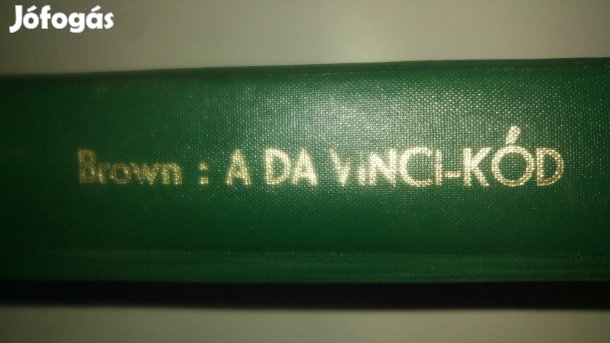 Jófogás
Brown : A DA ViNCI-KÓD